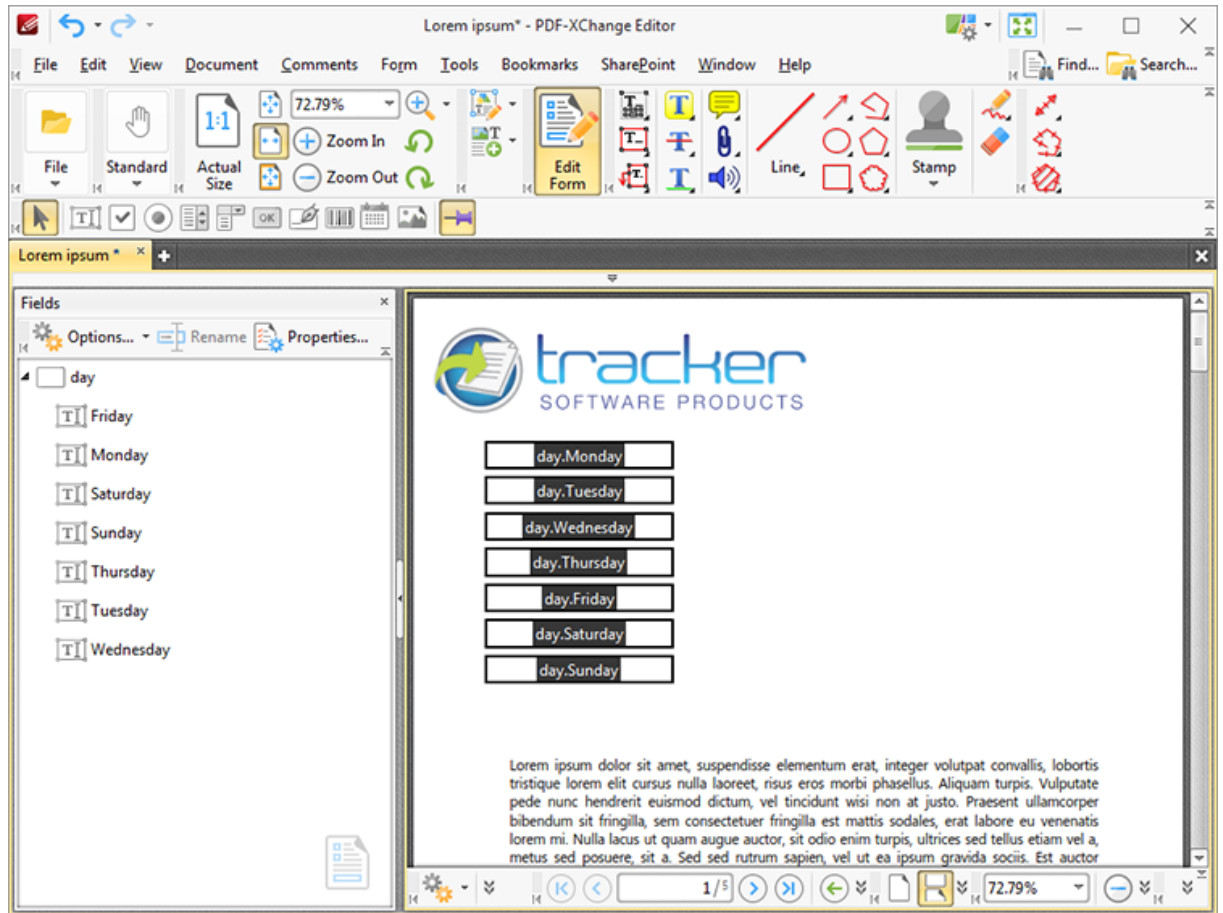 Lorem ipsum* - PDF-XChange Editor
File Edit View Document Comments Form Tools Bookmarks SharePoint Window Help Find... Search...
File
Standard
1:1
Actual
Size
72.79%
Zoom In
Zoom Out
Edit
Form
Line
Stamp
OK
Lorem ipsum *
Fields
Options... Rename Properties...
day
Friday
Monday
Saturday
Sunday
Thursday
Tuesday
Wednesday
tracker
SOFTWARE PRODUCTS
day.Monday
day.Tuesday
day.Wednesday
day.Thursday
day.Friday
day.Saturday
day.Sunday
Lorem ipsum dolor sit amet, suspendisse elementum erat, integer volutpat convallis, lobortis
tristique lorem elit cursus nulla laoreet, risus eros morbi phasellus. Aliquam turpis. Vulputate
pede nunc hendrerit euismod dictum, vel tincidunt wisi non at justo. Praesent ullamcorper
bibendum sit fringilla, sem consectetuer fringilla est mattis sodales, erat labore eu venenatis
lorem mi. Nulla lacus ut quam augue auctor, sit odio enim turpis, ultrices sed tellus etiam vel a,
metus sed posuere, sit a. Sed sed rutrum sapien, vel ut ea ipsum gravida sociis. Est auctor
1/5
72.79%